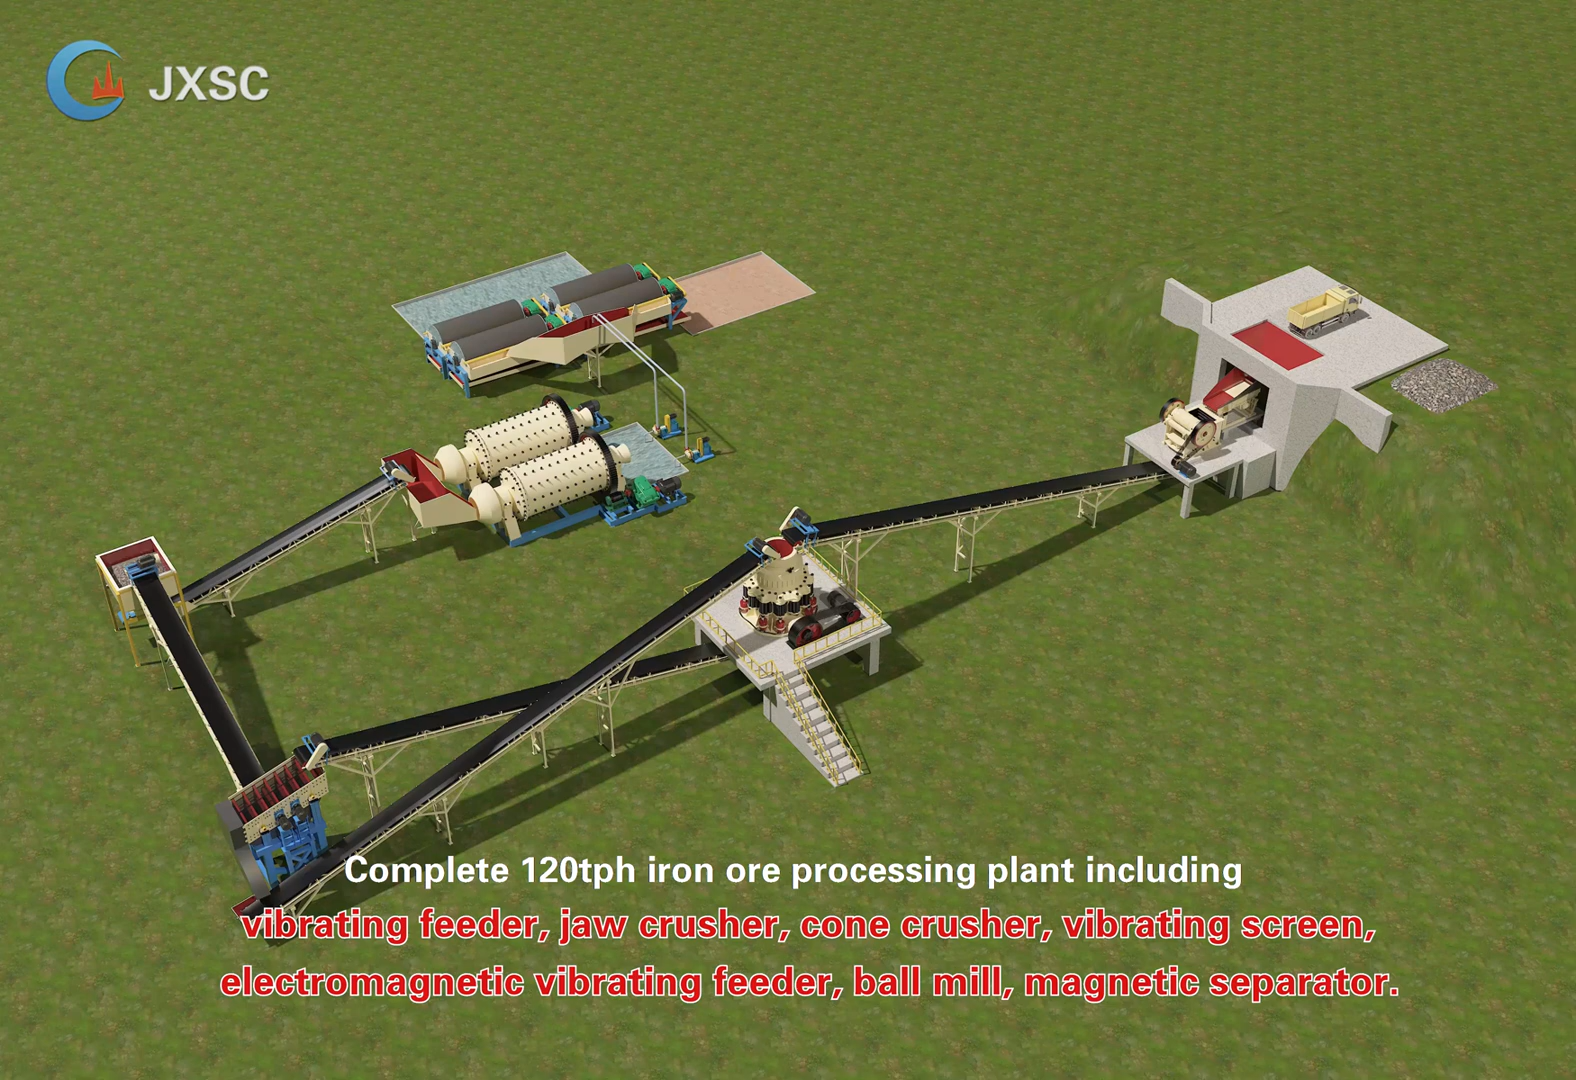 JXSC
Complete 120tph iron ore processing plant including
vibrating feeder, jaw crusher, cone crusher, vibrating screen,
electromagnetic vibrating feeder, ball mill, magnetic separator.